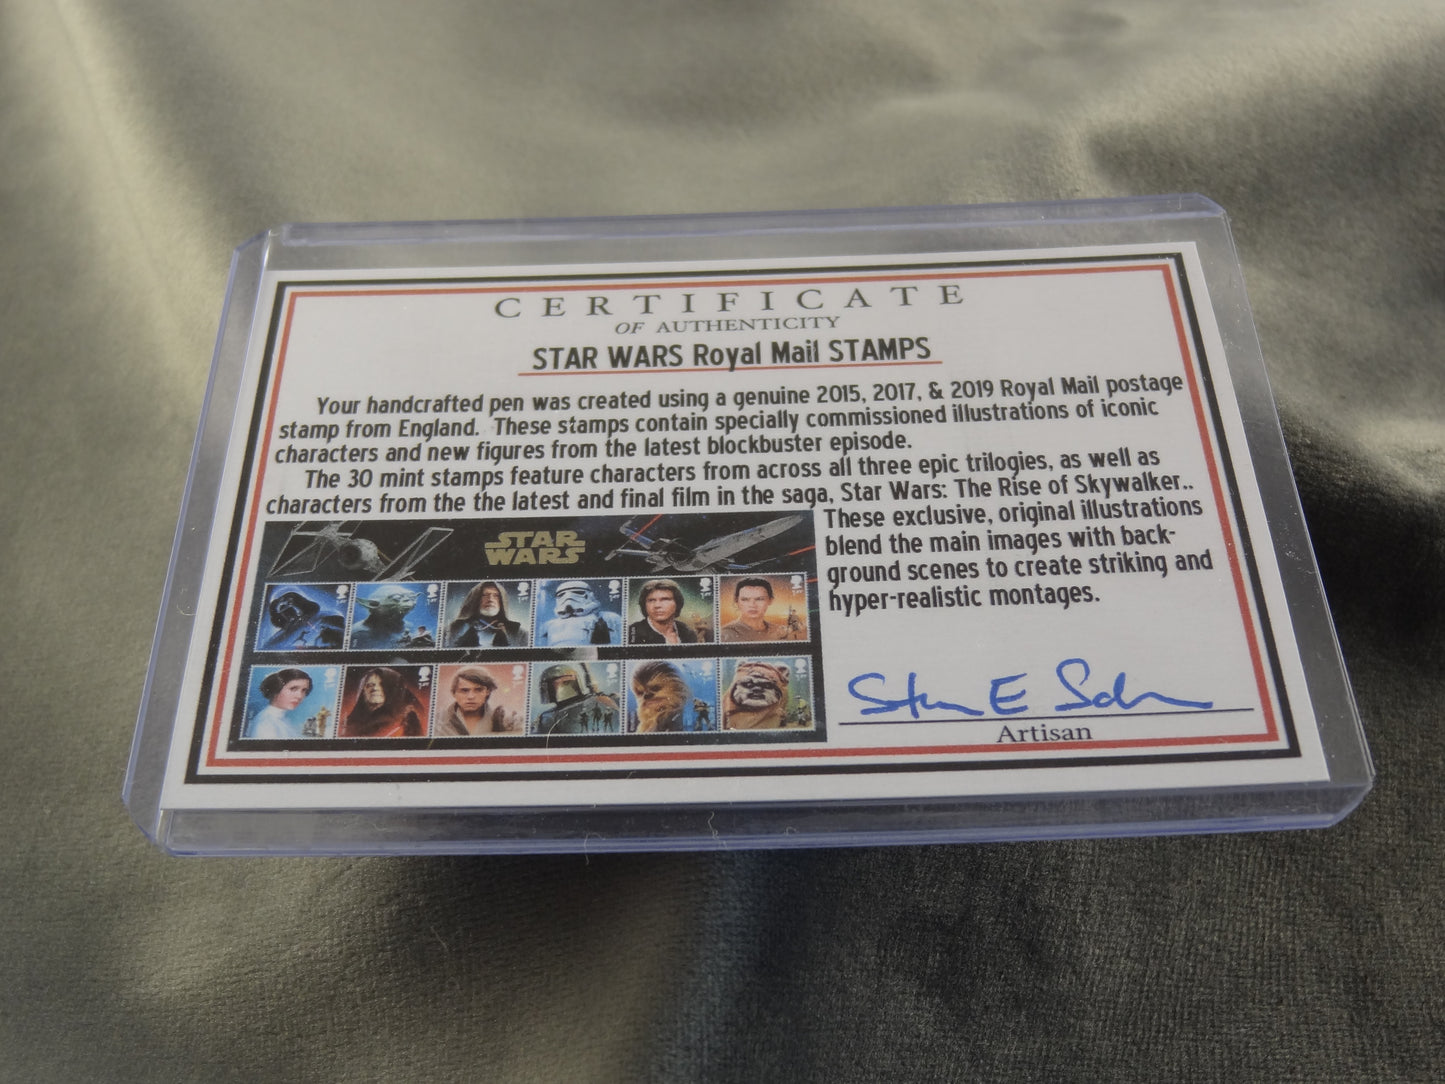 CERTIFICATE
OF AUTHENTICITY
STAR WARS Royal Mail STAMPS
Your handcrafted pen was created using a genuine 2015, 2017, & 2019 Royal Mail postage
stamp from England. These stamps contain specially commissioned illustrations of iconic
characters and new figures from the latest blockbuster episode.
The 30 mint stamps feature characters from across all three epic trilogies, as well as
characters from the the latest and final film in the saga, Star Wars: The Rise of Skywalker..
These exclusive, original illustrations
blend the main images with back-
ground scenes to create striking and
hyper-realistic montages.
STAR
WARS
Artisan